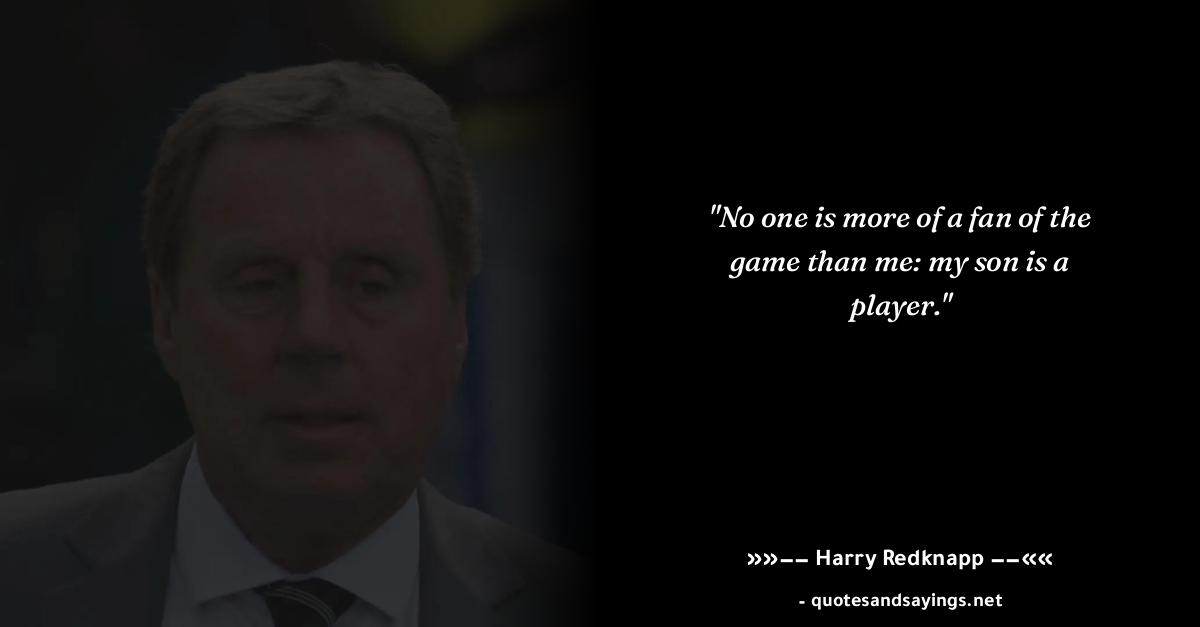 "No one is more of a fan of the
game than me: my son is a
player."
»»−− Harry Redknapp −−««
- quotesandsayings.net